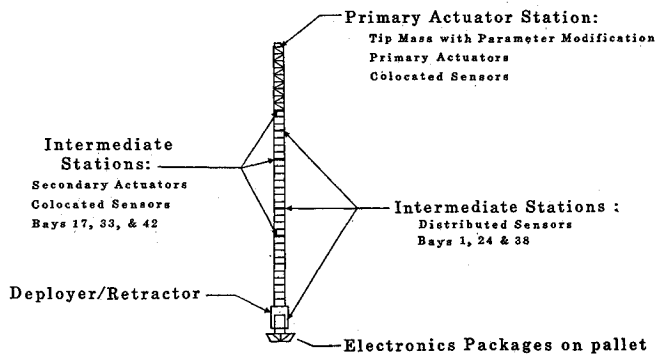 Primary Actuator Station:
Tip Mass with Parameter Modification
Primary Actuators
Colocated Sensors
Intermediate
Stations:
Secondary Actuators
Colocated Sensors
Bays 17, 33, & 42
Intermediate Stations :
Distributed Sensors
Bays 1, 24 & 38
Deployer/Retractor
Electronics Packages on pallet